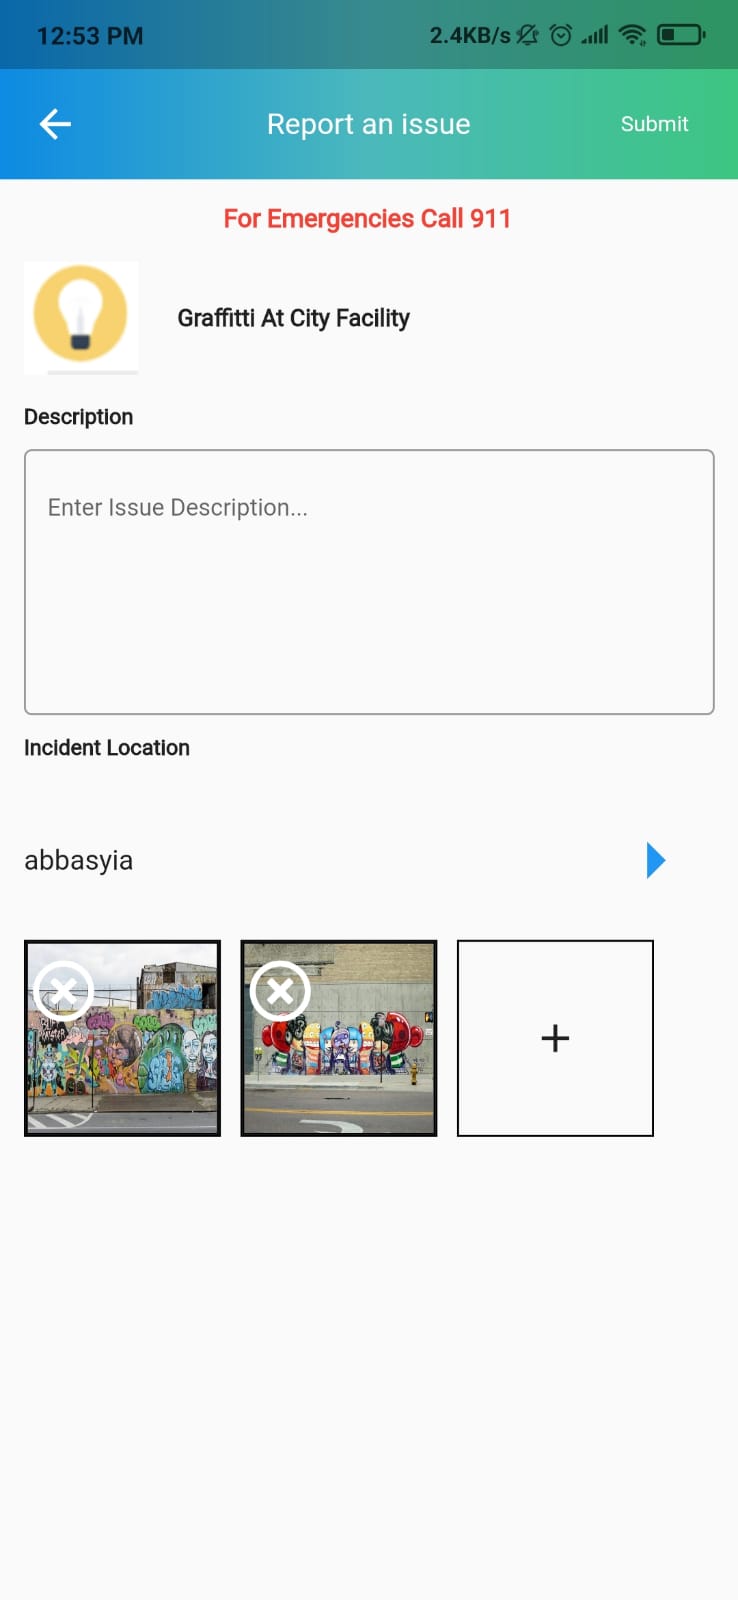 12:53 PM 2.4KB/s
Report an issue Submit
For Emergencies Call 911
Graffitti At City Facility
Description
Enter Issue Description...
Incident Location
abbasyia
+